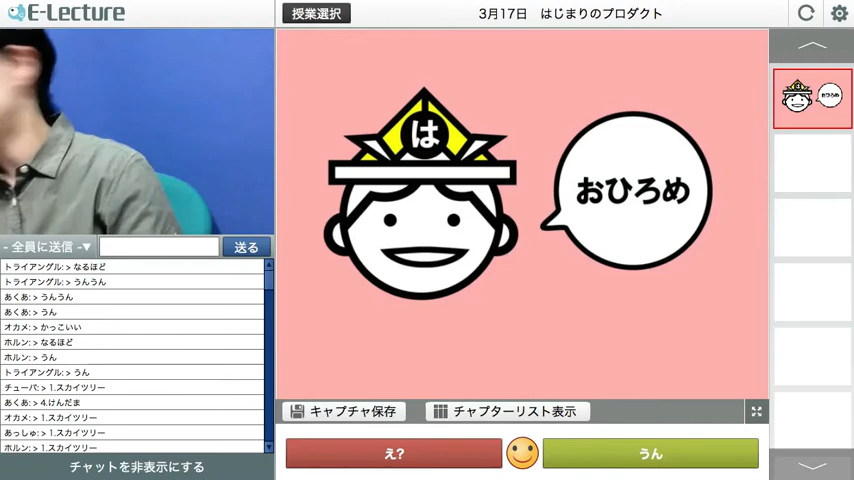 E-Lecture
授業選択
3月17日 はじまりのプロダクト
は
おひろめ
は
おひろめ
- 全員に送信 -▼
送る
トライアングル: > なるほど
トライアングル: > うんうん
あくあ: > うんうん
あくあ: > うん
オカメ: > かっこいい
ホルン: > なるほど
ホルン: > うん
トライアングル: > うん
チューバ: > 1.スカイツリー
あくあ: > 4.けんだま
オカメ: > 1.スカイツリー
あっしゅ: > 1.スカイツリー
ホルン: > 1.スカイツリー
チャットを非表示にする
キャプチャ保存
チャプターリスト表示
え?
うん